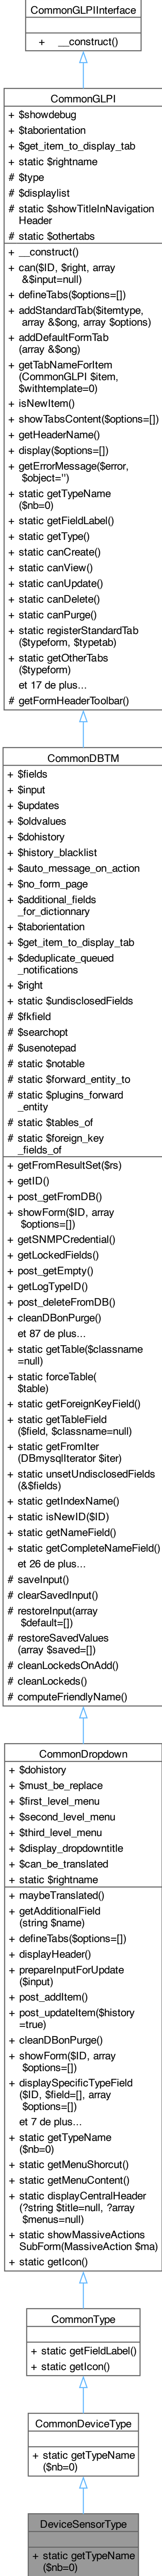 CommonGLPIInterface
+ __construct()
CommonGLPI
+ $showdebug
+ $taborientation
+ $get_item_to_display_tab
+ static $rightname
# $type
# $displaylist
# static $showTitleInNavigation
Header
# static $othertabs
+ __construct()
+ can($ID, $right, array
&$input=null)
+ defineTabs($options=[])
+ addStandardTab($itemtype,
array &$ong, array $options)
+ addDefaultFormTab
(array &$ong)
+ getTabNameForItem
(CommonGLPI $item,
$withtemplate=0)
+ isNewItem()
+ showTabsContent($options=[])
+ getHeaderName()
+ display($options=[])
+ getErrorMessage($error,
$object='')
+ static getTypeName
($nb=0)
+ static getFieldLabel()
+ static getType()
+ static canCreate()
+ static canView()
+ static canUpdate()
+ static canDelete()
+ static canPurge()
+ static registerStandardTab
($typeform, $typetab)
+ static getOtherTabs
($typeform)
et 17 de plus...
# getFormHeaderToolbar()
CommonDBTM
+ $fields
+ $input
+ $updates
+ $oldvalues
+ $dohistory
+ $history_blacklist
+ $auto_message_on_action
+ $no_form_page
+ $additional_fields
_for_dictionnary
+ $taborientation
+ $get_item_to_display_tab
+ $deduplicate_queued
_notifications
+ $right
+ static $undisclosedFields
# $fkfield
# $searchopt
# $usenotepad
# static $notable
# static $forward_entity_to
# static $plugins_forward
_entity
# static $tables_of
# static $foreign_key
_fields_of
+ getFromResultSet($rs)
+ getID()
+ post_getFromDB()
+ showForm($ID, array
$options=[])
+ getSNMPCredential()
+ getLockedFields()
+ post_getEmpty()
+ getLogTypeID()
+ post_deleteFromDB()
+ cleanDBonPurge()
et 87 de plus...
+ static getTable($classname
=null)
+ static forceTable(
$table)
+ static getForeignKeyField()
+ static getTableField
($field, $classname=null)
+ static getFromIter
(DBmysqlIterator $iter)
+ static unsetUndisclosedFields
(&$fields)
+ static getIndexName()
+ static isNewID($ID)
+ static getNameField()
+ static getCompleteNameField()
et 26 de plus...
# saveInput()
# clearSavedInput()
# restoreInput(array
$default=[])
# restoreSavedValues
(array $saved=[])
# cleanLockedsOnAdd()
# cleanLockeds()
# computeFriendlyName()
CommonDropdown
+ $dohistory
+ $must_be_replace
+ $first_level_menu
+ $second_level_menu
+ $third_level_menu
+ $display_dropdowntitle
+ $can_be_translated
+ static $rightname
+ maybeTranslated()
+ getAdditionalField
(string $name)
+ defineTabs($options=[])
+ displayHeader()
+ prepareInputForUpdate
($input)
+ post_addItem()
+ post_updateItem($history
=true)
+ cleanDBonPurge()
+ showForm($ID, array
$options=[])
+ displaySpecificTypeField
($ID, $field=[], array
$options=[])
et 7 de plus...
+ static getTypeName
($nb=0)
+ static getMenuShorcut()
+ static getMenuContent()
+ static displayCentralHeader
(?string $title=null, ?array
$menus=null)
+ static showMassiveActions
SubForm(MassiveAction $ma)
+ static getIcon()
CommonType
+ static getFieldLabel()
+ static getIcon()
CommonDeviceType
+ static getTypeName
($nb=0)
DeviceSensorType
+ static getTypeName
($nb=0)